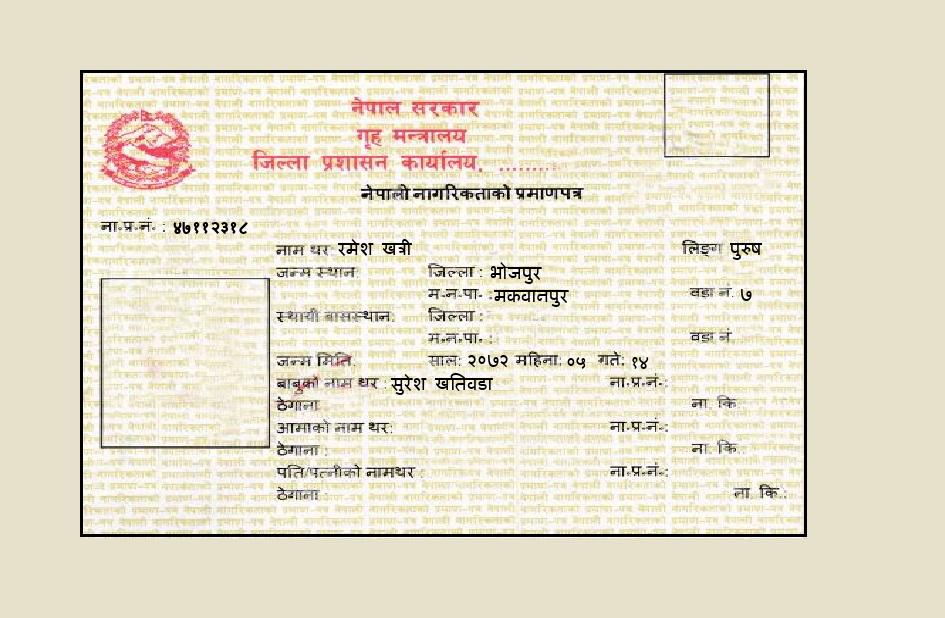 नेपाल सरकार
गृह मन्त्रालय
जिल्ला प्रशासन कार्यालय, .........
नेपाली नागरिकताको प्रमाणपत्र
ना.प्र.नं. : ४७११२३१८
नाम थर: रमेश खत्री लिङ्ग पुरुष
जन्म स्थान: जिल्ला : भोजपुर
म.न.पा. :मकवानपुर वडा नं. ७
स्थायी बासस्थान: जिल्ला :
म.न.पा. : वडा नं
जन्म मिति. साल: २०७२ महिना: ०५ गते: १४
बाबुको नाम थर : सुरेश खतिवडा ना.प्र.नं.:
ठेगाना ना. कि.
आमाको नाम थर: ना.प्र.नं.:
ठेगाना : ना. कि.
पति/पत्नीको नामथर : ना.प्र.नं.:
ठेगाना : ना. कि.: